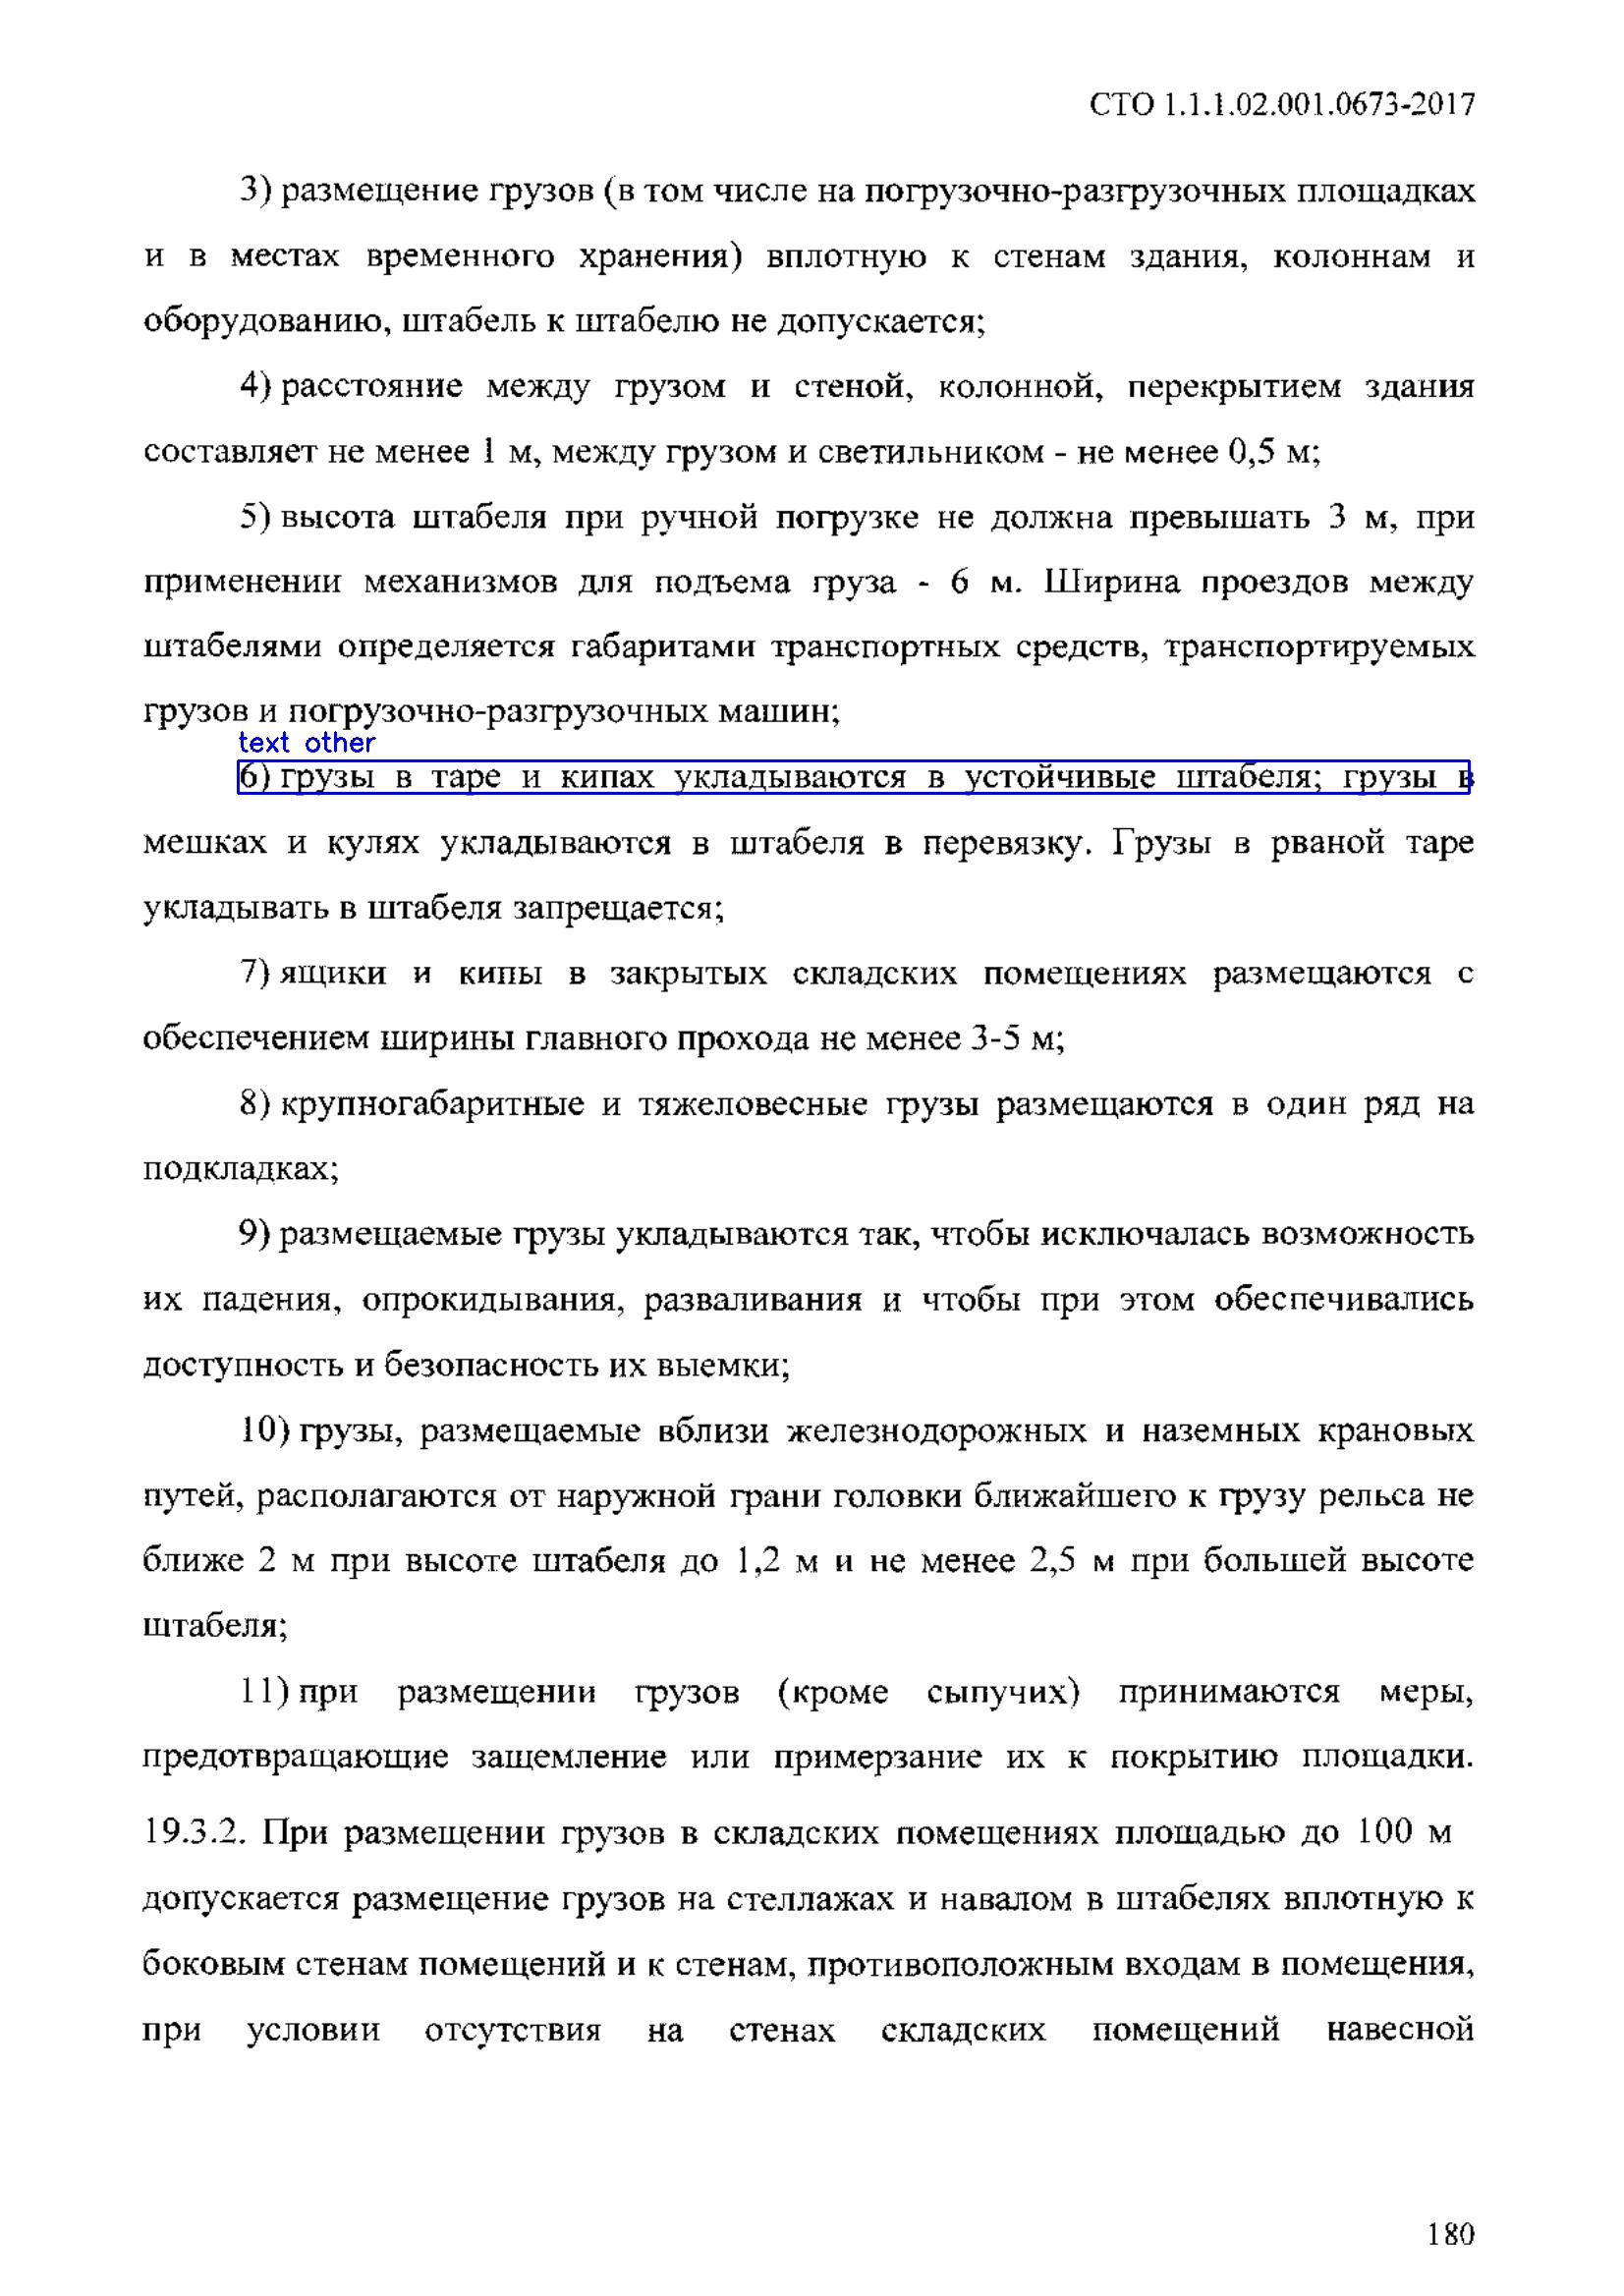 СТО 1.1.1.02.001.0673-2017
3) размещение грузов (в том числе на погрузочно-разгрузочных площадках
и в местах временного хранения) вплотную к стенам здания, колоннам и
оборудованию, штабель к штабелю не допускается;
4) расстояние между грузом и стеной, колонной, перекрытием здания
составляет не менее 1 м, между грузом и светильником - не менее 0,5 м;
5) высота штабеля при ручной погрузке не должна превышать 3 м, при
применении механизмов для подъема груза - 6 м. Ширина проездов между
штабелями определяется габаритами транспортных средств, транспортируемых
грузов и погрузочно-разгрузочных машин;
text other
6) грузы в таре и кипах укладываются в устойчивые штабеля; грузы в
мешках и кулях укладываются в штабеля в перевязку. Грузы в рваной таре
укладывать в штабеля запрещается;
7) ящики и кипы в закрытых складских помещениях размещаются с
обеспечением ширины главного прохода не менее 3-5 м;
8) крупногабаритные и тяжеловесные грузы размещаются в один ряд на
подкладках;
9) размещаемые грузы укладываются так, чтобы исключалась возможность
их падения, опрокидывания, разваливания и чтобы при этом обеспечивались
доступность и безопасность их выемки;
10) грузы, размещаемые вблизи железнодорожных и наземных крановых
путей, располагаются от наружной грани головки ближайшего к грузу рельса не
ближе 2 м при высоте штабеля до 1,2 м и не менее 2,5 м при большей высоте
штабеля;
11) при размещении грузов (кроме сыпучих) принимаются меры,
предотвращающие защемление или примерзание их к покрытию площадки.
19.3.2. При размещении грузов в складских помещениях площадью до 100 м
допускается размещение грузов на стеллажах и навалом в штабелях вплотную к
боковым стенам помещений и к стенам, противоположным входам в помещения,
при условии отсутствия на стенах складских помещений навесной
180